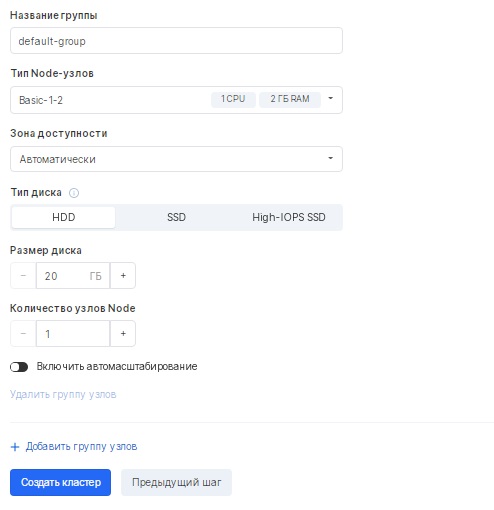 Название группы
default-group
Тип Node-узлов
Basic-1-2 1 CPU 2 ГБ RAM
Зона доступности
Автоматически
Тип диска
HDD SSD High-IOPS SSD
Размер диска
− 20 ГБ +
Количество узлов Node
− 1 +
Включить автомасштабирование
Удалить группу узлов
+ Добавить группу узлов
Создать кластер Предыдущий шаг